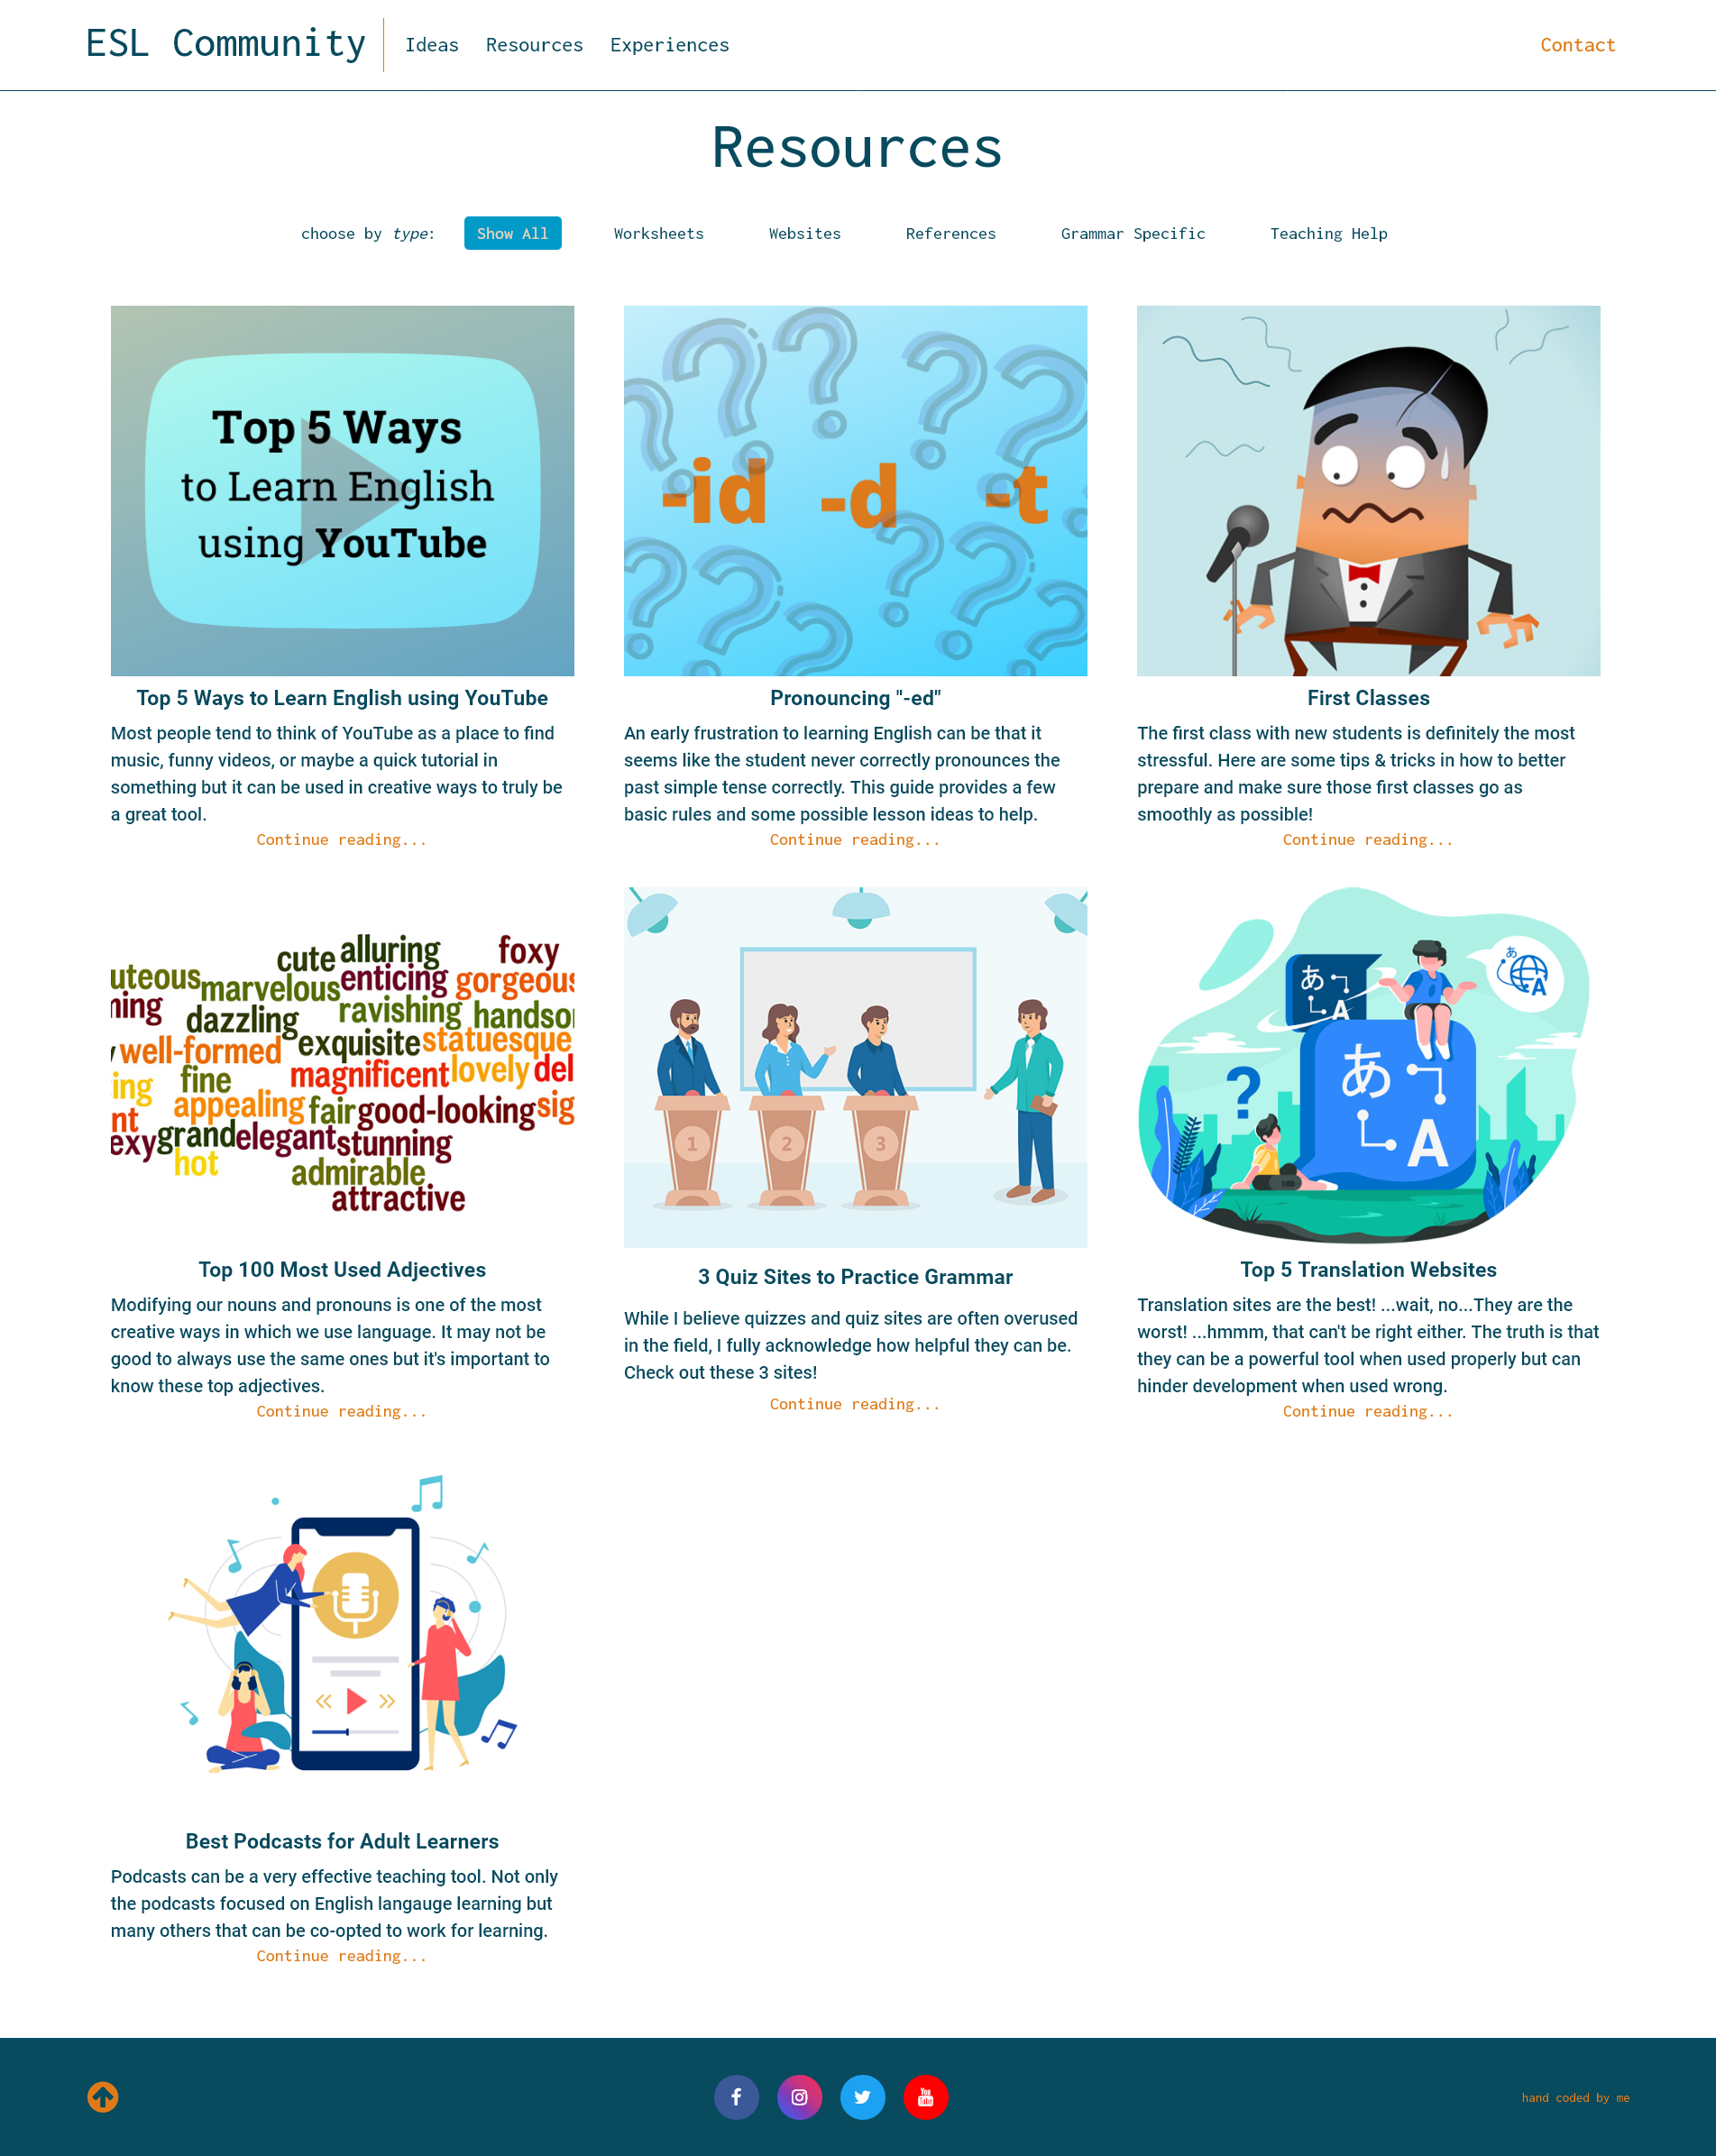 ESL Community
Ideas Resources Experiences
Contact
Resources
choose by type: Show All Worksheets Websites References Grammar Specific Teaching Help
Top 5 Ways
to Learn English
using YouTube
-id -d -t
Top 5 Ways to Learn English using YouTube
Most people tend to think of YouTube as a place to find
music, funny videos, or maybe a quick tutorial in
something but it can be used in creative ways to truly be
a great tool.
Continue reading...
Pronouncing "-ed"
An early frustration to learning English can be that it
seems like the student never correctly pronounces the
past simple tense correctly. This guide provides a few
basic rules and some possible lesson ideas to help.
Continue reading...
First Classes
The first class with new students is definitely the most
stressful. Here are some tips & tricks in how to better
prepare and make sure those first classes go as
smoothly as possible!
Continue reading...
cute alluring foxy
uteous marvelous enticing gorgeous
ning dazzling ravishing handso
well-formed exquisite statuesque
ing fine magnificent lovely del
nt appealing fair good-looking sig
exy grand elegant stunning
hot admirable
attractive
1 2 3
あ A
あ A
?
あ A
Top 100 Most Used Adjectives
Modifying our nouns and pronouns is one of the most
creative ways in which we use language. It may not be
good to always use the same ones but it's important to
know these top adjectives.
Continue reading...
3 Quiz Sites to Practice Grammar
While I believe quizzes and quiz sites are often overused
in the field, I fully acknowledge how helpful they can be.
Check out these 3 sites!
Continue reading...
Top 5 Translation Websites
Translation sites are the best! ...wait, no...They are the
worst! ...hmmm, that can't be right either. The truth is that
they can be a powerful tool when used properly but can
hinder development when used wrong.
Continue reading...
Best Podcasts for Adult Learners
Podcasts can be a very effective teaching tool. Not only
the podcasts focused on English langauge learning but
many others that can be co-opted to work for learning.
Continue reading...
You Tube
hand coded by me